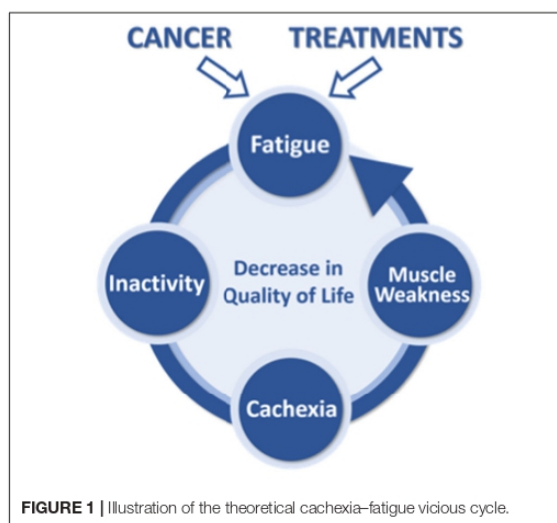 CANCER TREATMENTS
Fatigue
Inactivity
Decrease in
Quality of Life
Muscle
Weakness
Cachexia
FIGURE 1 | Illustration of the theoretical cachexia–fatigue vicious cycle.